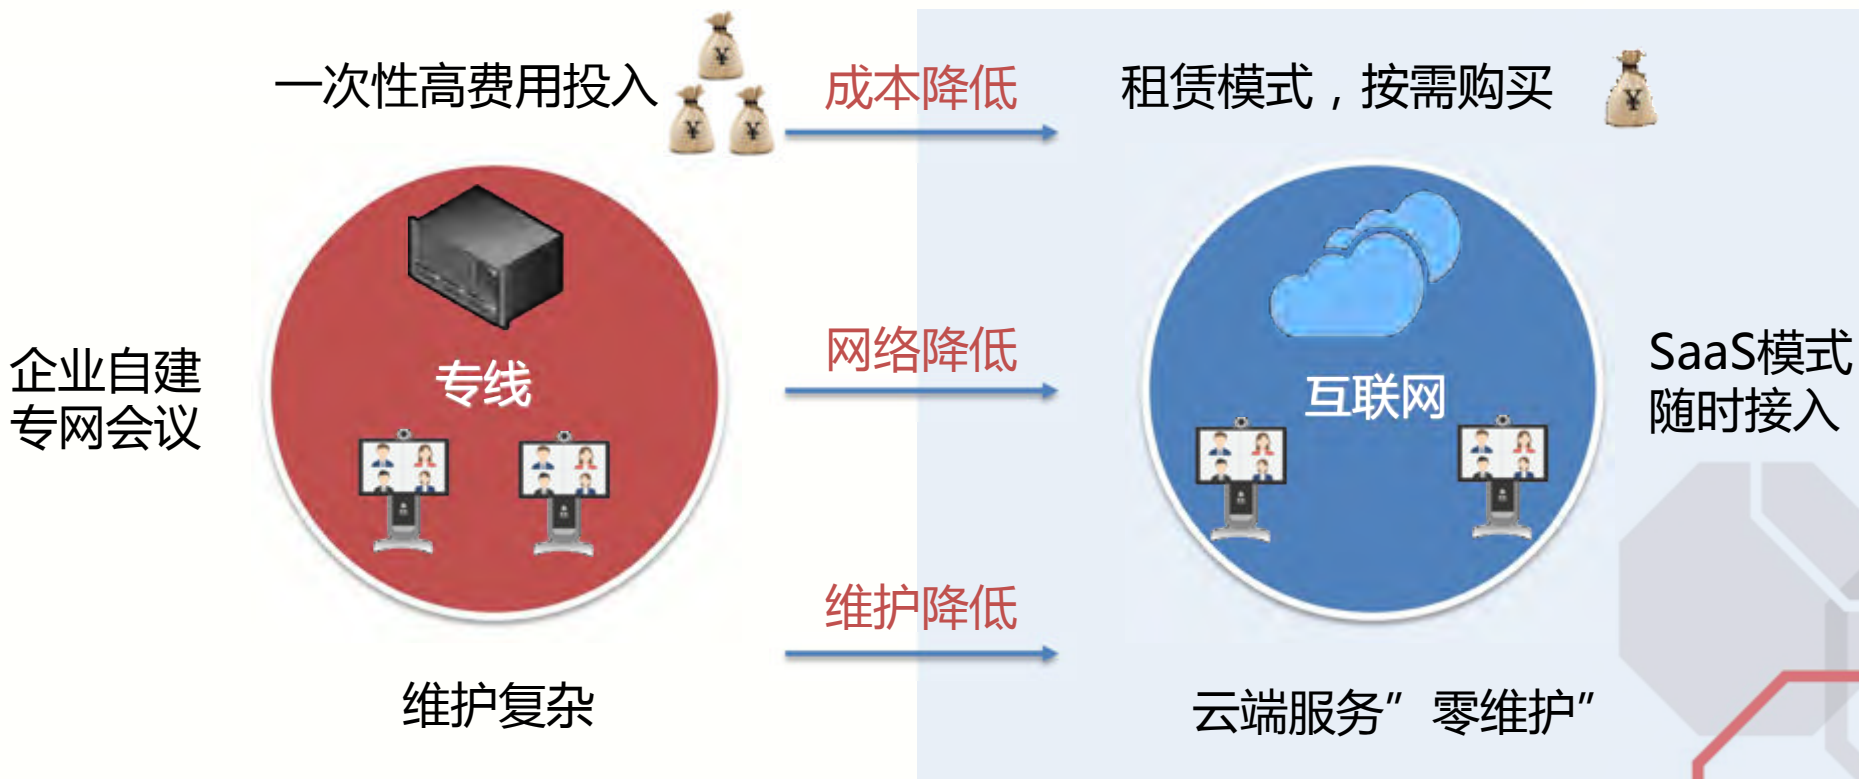 一次性高费用投入
成本降低
租赁模式，按需购买
¥
¥
¥
¥
企业自建
专网会议
专线
网络降低
互联网
SaaS模式
随时接入
维护降低
维护复杂
云端服务”零维护”